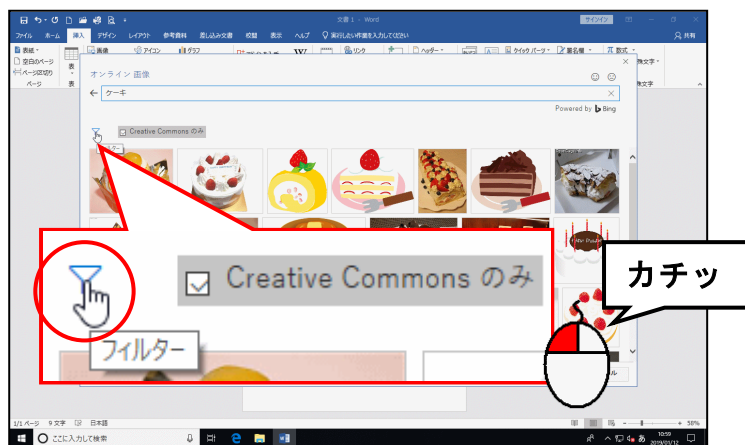 文書 1 - Word
サインイン
ファイル ホーム 挿入 デザイン レイアウト 参考資料 差し込み文書 校閲 表示 ヘルプ 実行したい作業を入力してください 共有
表紙
空白のページ
ページ区切り
ページ
表
表
画像
アイコン
グラフ
リンク
ヘッダー
クイック パーツ
署名欄
数式
オンライン 画像
ケーキ
Powered by Bing
Creative Commons のみ
フィルター
Creative Commons のみ
フィルター
カチッ
1/1 ページ 9 文字 日本語
50%
ここに入力して検索
あ
10:59
2019/01/12